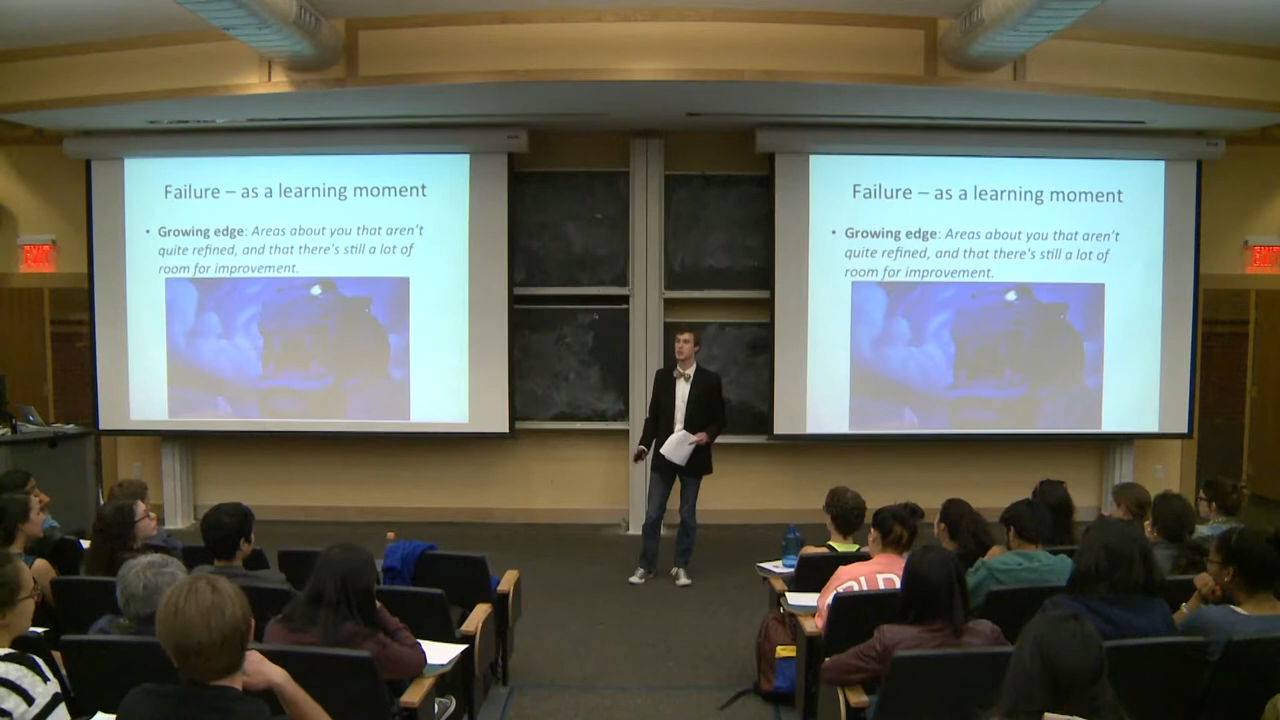 Failure – as a learning moment
• Growing edge: Areas about you that aren't
quite refined, and that there's still a lot of
room for improvement.
Failure – as a learning moment
• Growing edge: Areas about you that aren't
quite refined, and that there's still a lot of
room for improvement.
EXIT
EXIT